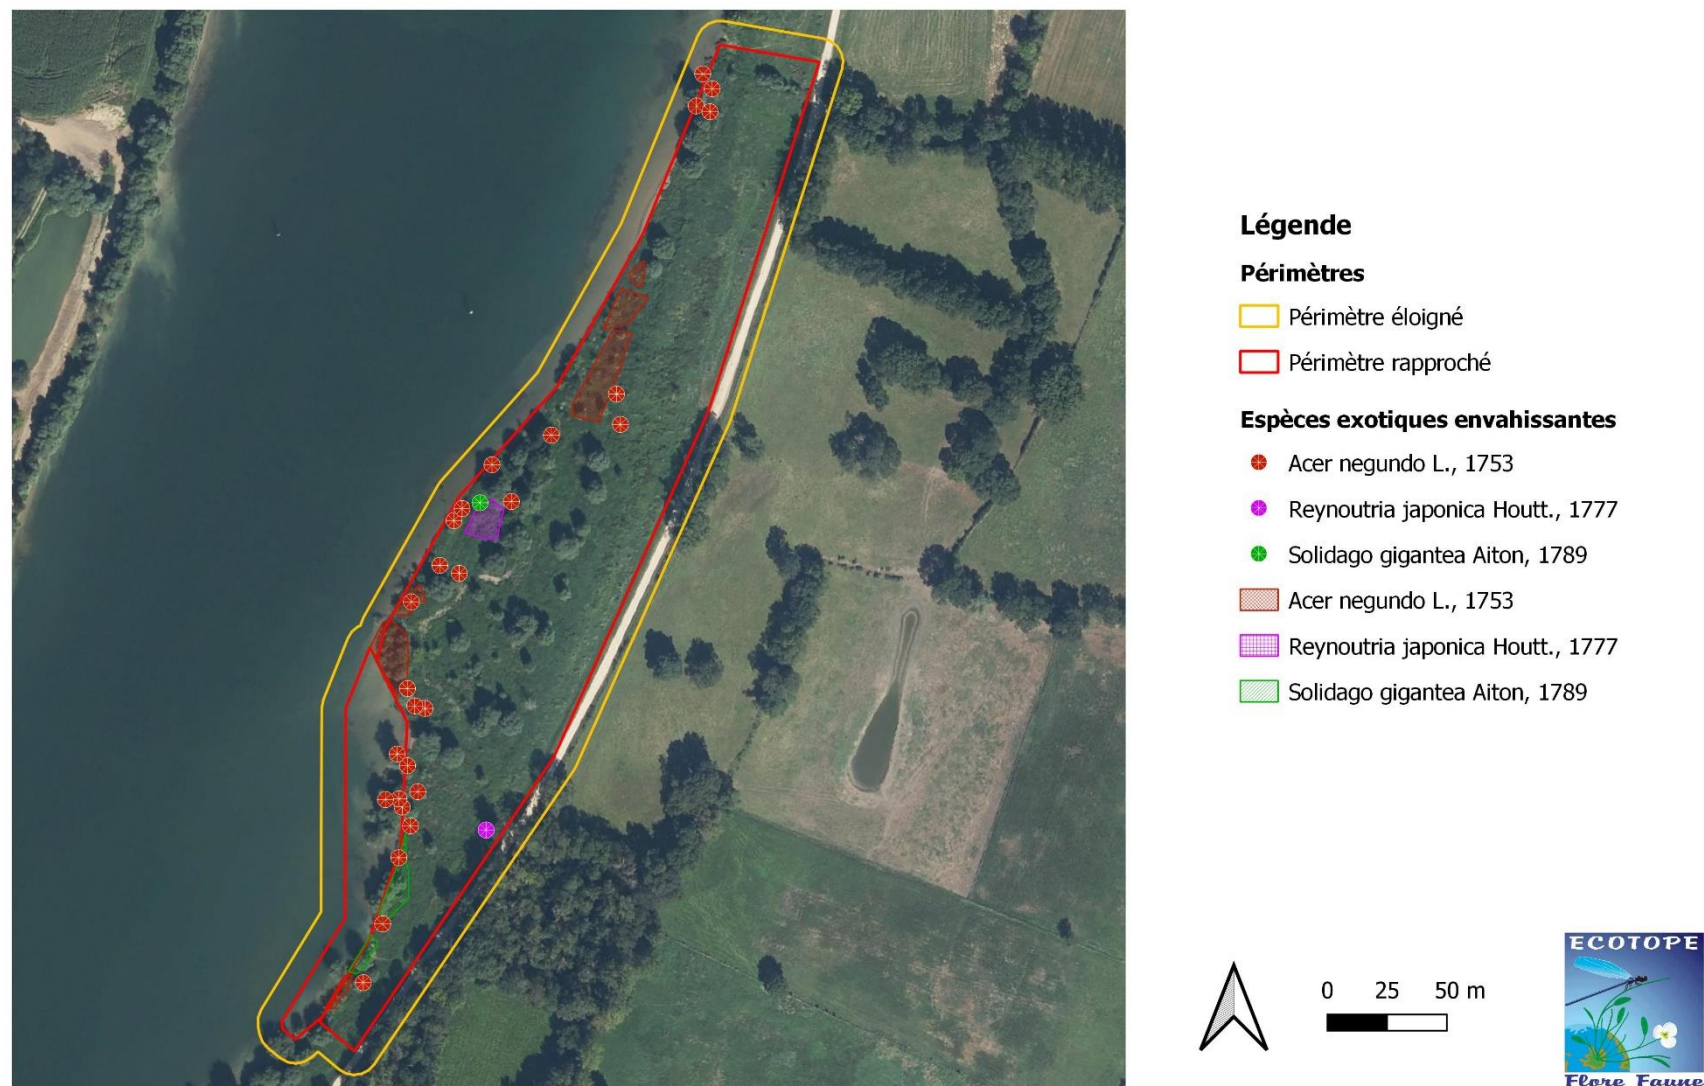 Légende
Périmètres
Périmètre éloigné
Périmètre rapproché
Espèces exotiques envahissantes
Acer negundo L., 1753
Reynoutria japonica Houtt., 1777
Solidago gigantea Aiton, 1789
Acer negundo L., 1753
Reynoutria japonica Houtt., 1777
Solidago gigantea Aiton, 1789
0 25 50 m
ECOTOPE
Flore Faune